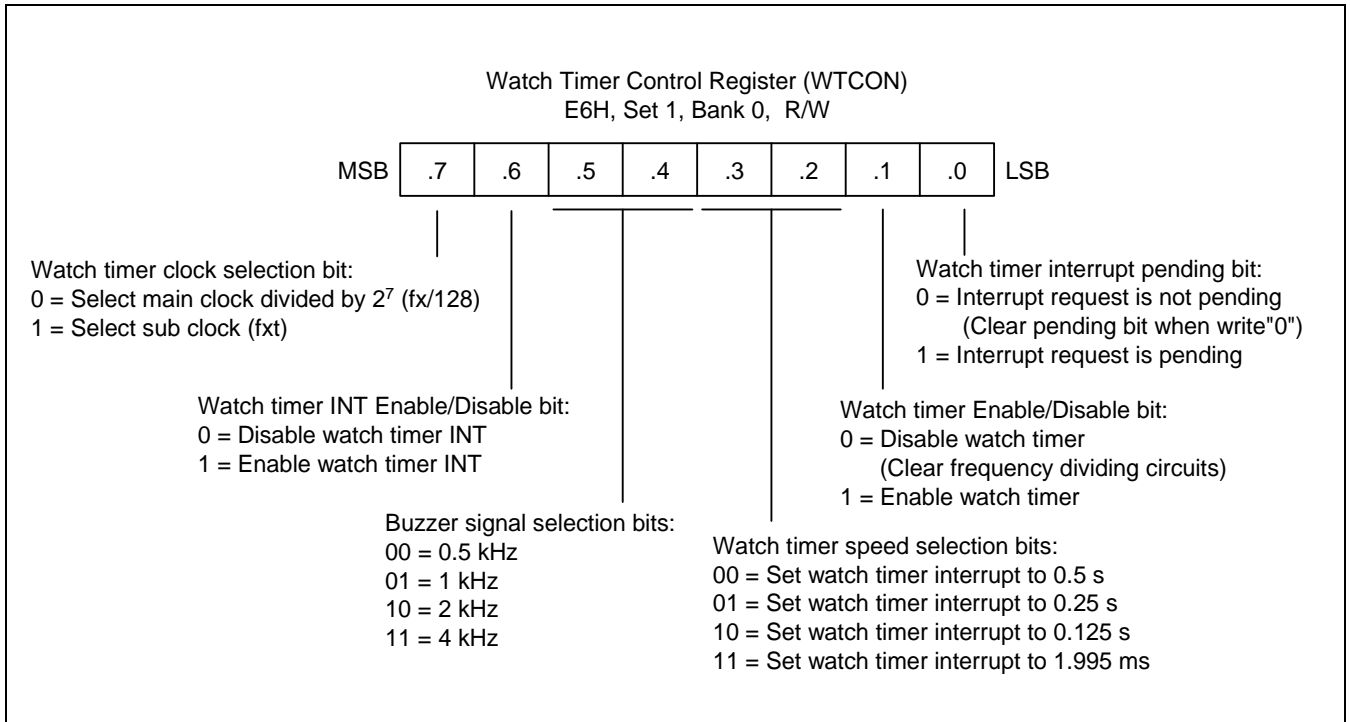 Watch Timer Control Register (WTCON)
E6H, Set 1, Bank 0, R/W
MSB .7 .6 .5 .4 .3 .2 .1 .0 LSB
Watch timer clock selection bit:
0 = Select main clock divided by 2⁷ (fx/128)
1 = Select sub clock (fxt)
Watch timer interrupt pending bit:
0 = Interrupt request is not pending
(Clear pending bit when write"0")
1 = Interrupt request is pending
Watch timer INT Enable/Disable bit:
0 = Disable watch timer INT
1 = Enable watch timer INT
Watch timer Enable/Disable bit:
0 = Disable watch timer
(Clear frequency dividing circuits)
1 = Enable watch timer
Buzzer signal selection bits:
00 = 0.5 kHz
01 = 1 kHz
10 = 2 kHz
11 = 4 kHz
Watch timer speed selection bits:
00 = Set watch timer interrupt to 0.5 s
01 = Set watch timer interrupt to 0.25 s
10 = Set watch timer interrupt to 0.125 s
11 = Set watch timer interrupt to 1.995 ms